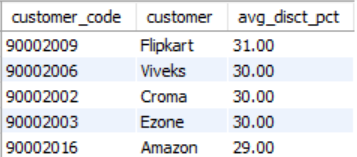 customer_code customer avg_disct_pct
90002009 Flipkart 31.00
90002006 Viveks 30.00
90002002 Croma 30.00
90002003 Ezone 30.00
90002016 Amazon 29.00